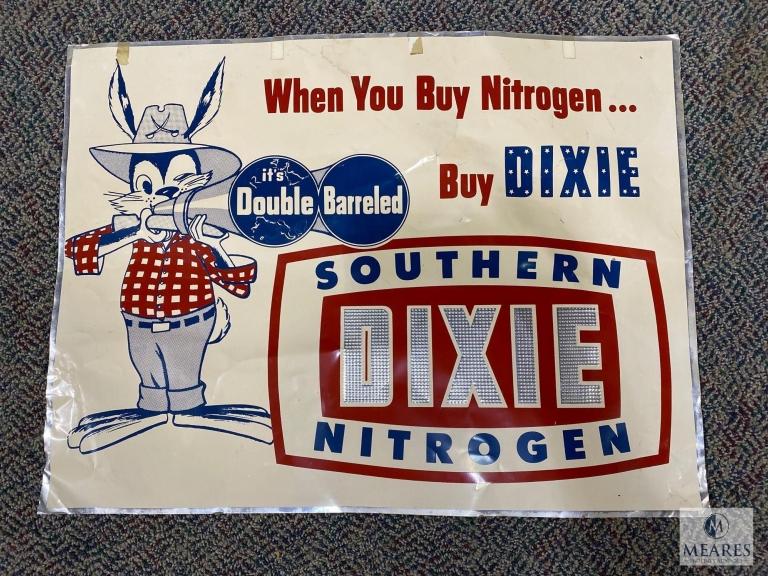 When You Buy Nitrogen...
it's
Double Barreled
Buy DIXIE
SOUTHERN
DIXIE
NITROGEN
M
MEARES